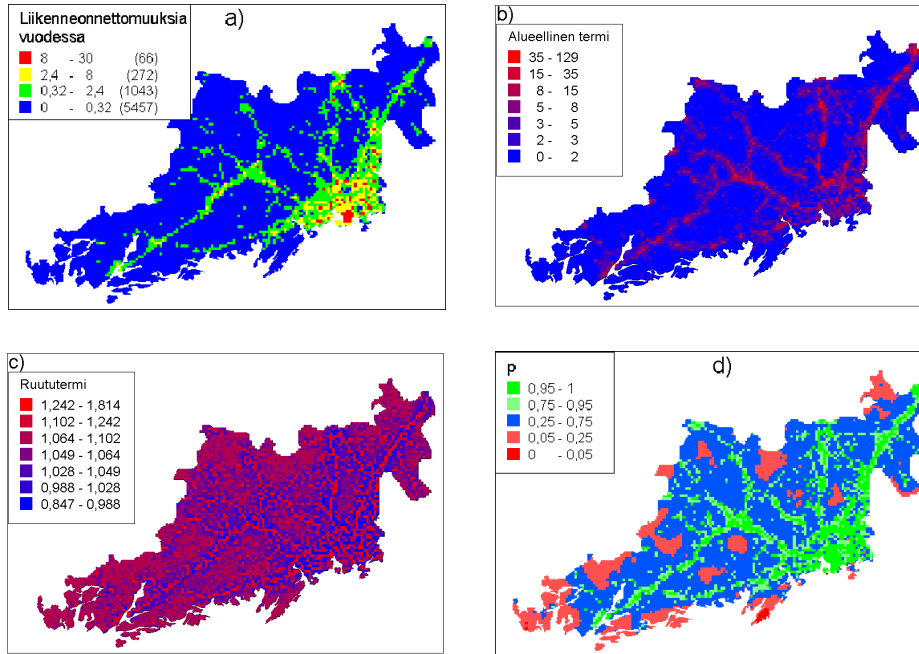 Liikenneonnettomuuksia
vuodessa
8 - 30 (66)
2,4 - 8 (272)
0,32 - 2,4 (1043)
0 - 0,32 (5457)
a)
b)
Alueellinen termi
35 - 129
15 - 35
8 - 15
5 - 8
3 - 5
2 - 3
0 - 2
c)
Ruututermi
1,242 - 1,814
1,102 - 1,242
1,064 - 1,102
1,049 - 1,064
1,028 - 1,049
0,988 - 1,028
0,847 - 0,988
p
0,95 - 1
0,75 - 0,95
0,25 - 0,75
0,05 - 0,25
0 - 0,05
d)